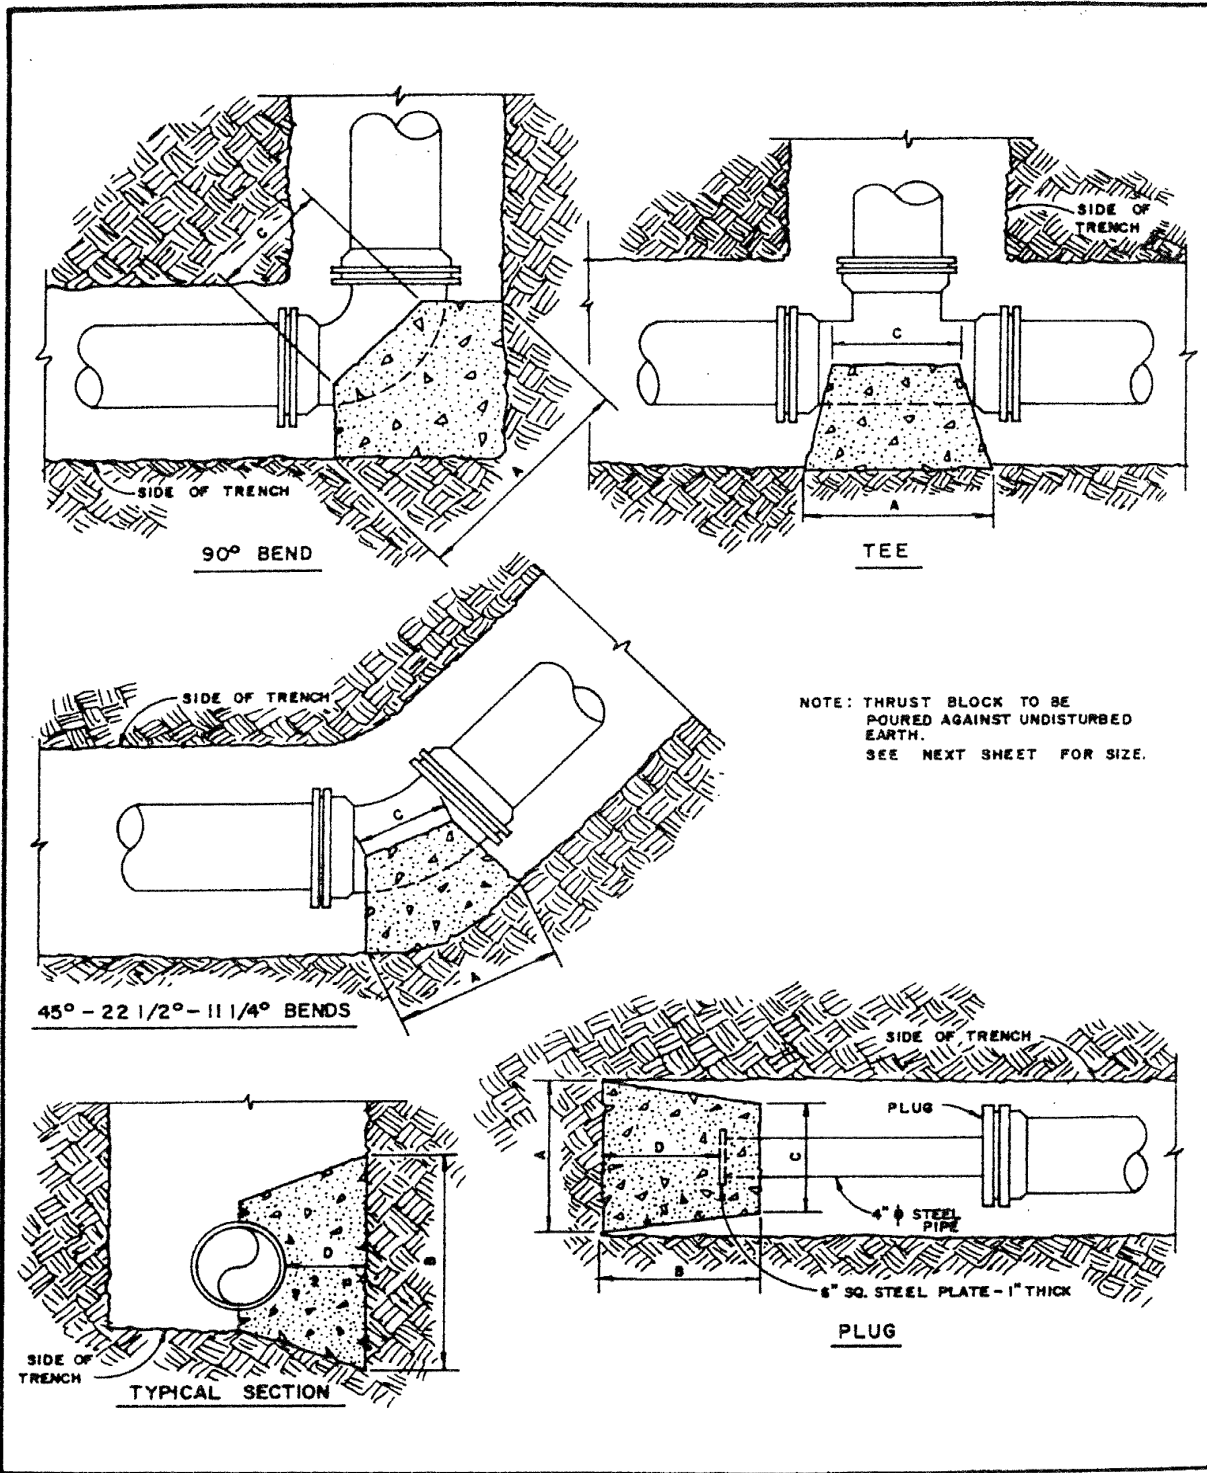 C
SIDE OF
TRENCH
C
A
SIDE OF TRENCH
A
90° BEND
TEE
SIDE OF TRENCH
NOTE: THRUST BLOCK TO BE
POURED AGAINST UNDISTURBED
EARTH.
SEE NEXT SHEET FOR SIZE.
C
A
45° - 22 1/2° - 11 1/4° BENDS
SIDE OF TRENCH
PLUG
A
D
C
4" ϕ STEEL
PIPE
B
SQ. STEEL PLATE - 1" THICK
PLUG
D
B
SIDE OF
TRENCH
TYPICAL SECTION